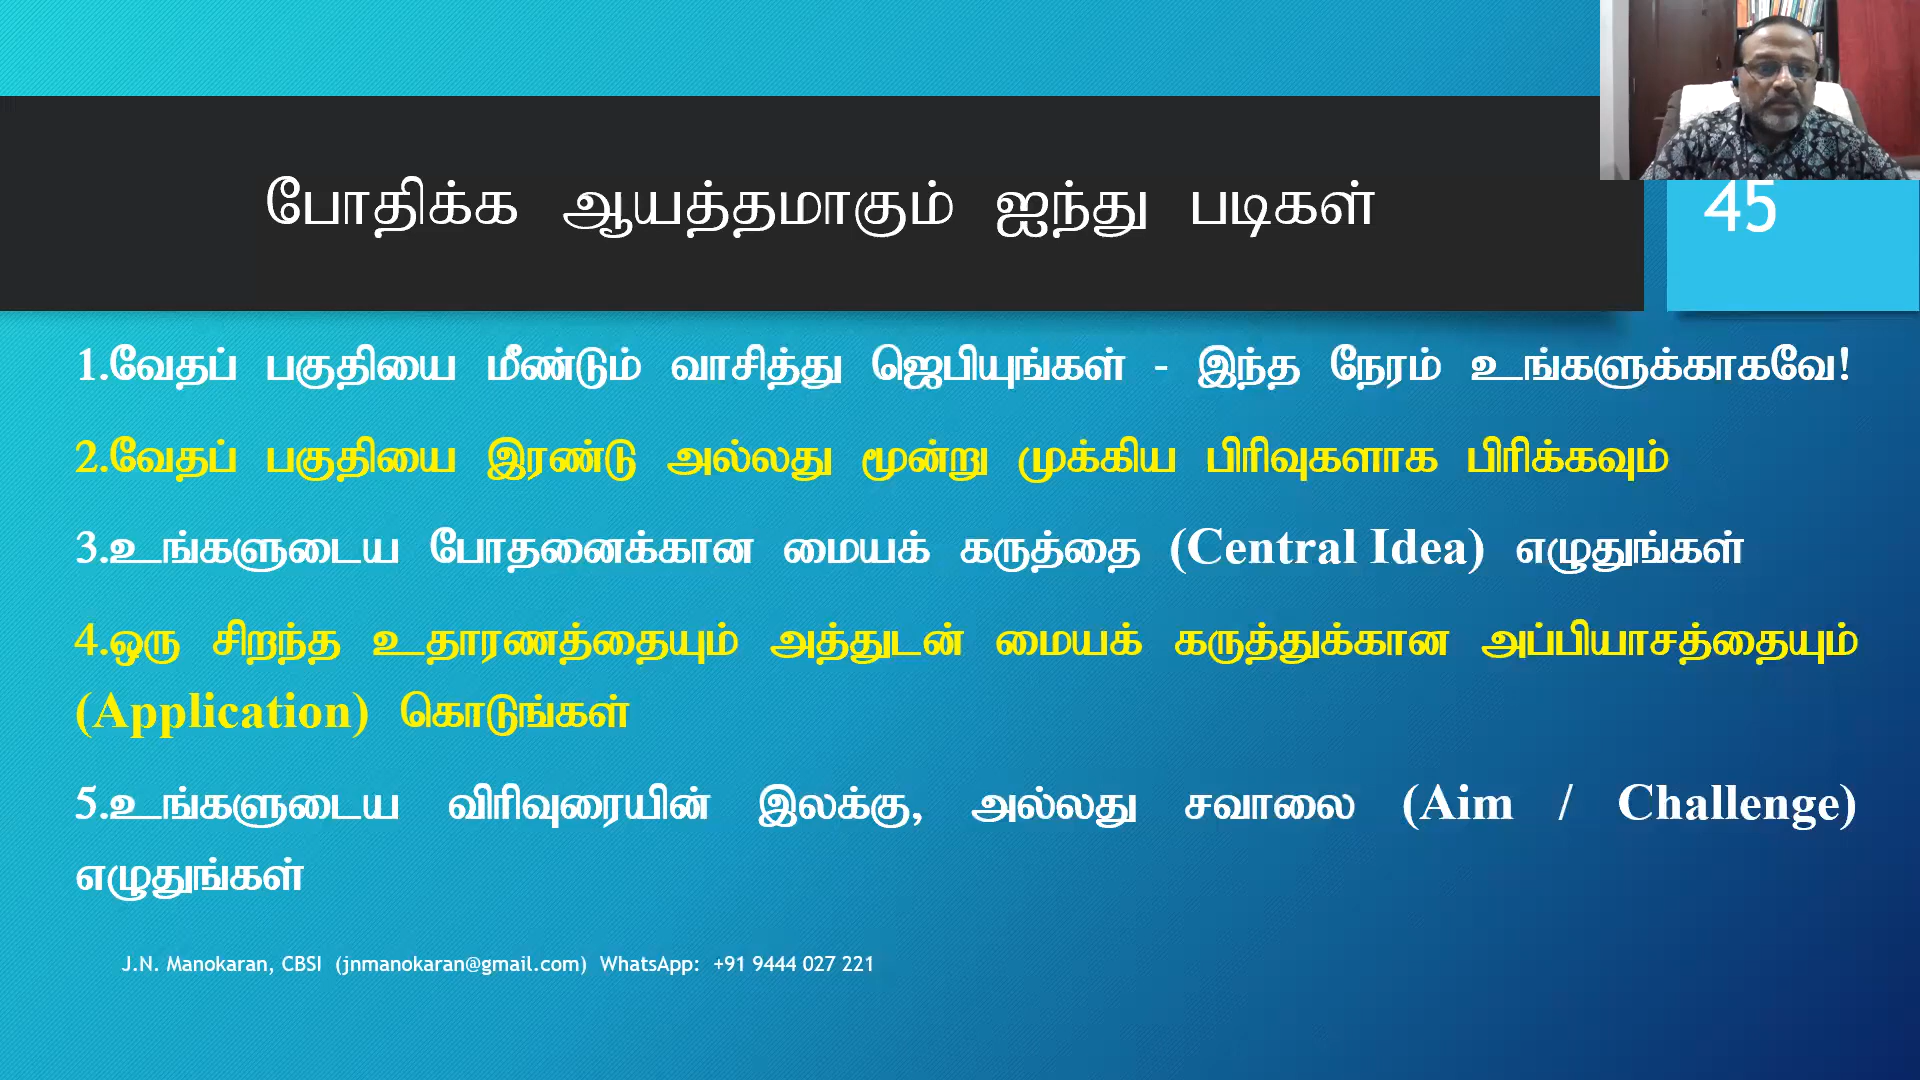 போதிக்க ஆயத்தமாகும் ஐந்து படிகள்
45
1.வேதப் பகுதியை மீண்டும் வாசித்து ஜெபியுங்கள் - இந்த நேரம் உங்களுக்காகவே!
2.வேதப் பகுதியை இரண்டு அல்லது மூன்று முக்கிய பிரிவுகளாக பிரிக்கவும்
3.உங்களுடைய போதனைக்கான மையக் கருத்தை (Central Idea) எழுதுங்கள்
4.ஒரு சிறந்த உதாரணத்தையும் அத்துடன் மையக் கருத்துக்கான அப்பியாசத்தையும்
(Application) கொடுங்கள்
5.உங்களுடைய விரிவுரையின் இலக்கு, அல்லது சவாலை (Aim / Challenge)
எழுதுங்கள்
J.N. Manokaran, CBSI (jnmanokaran@gmail.com) WhatsApp: +91 9444 027 221